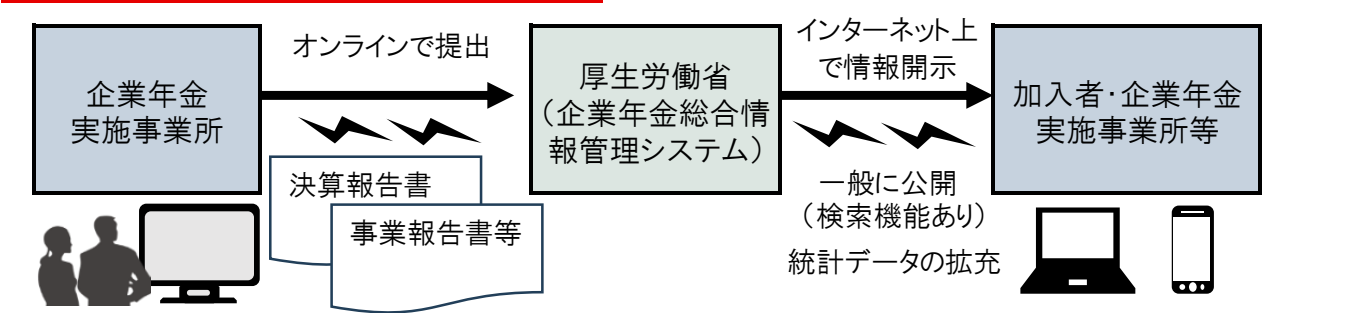 企業年金
実施事業所
オンラインで提出
決算報告書
事業報告書等
厚生労働省
（企業年金総合情
報管理システム）
インターネット上
で情報開示
一般に公開
（検索機能あり）
統計データの拡充
加入者・企業年金
実施事業所等